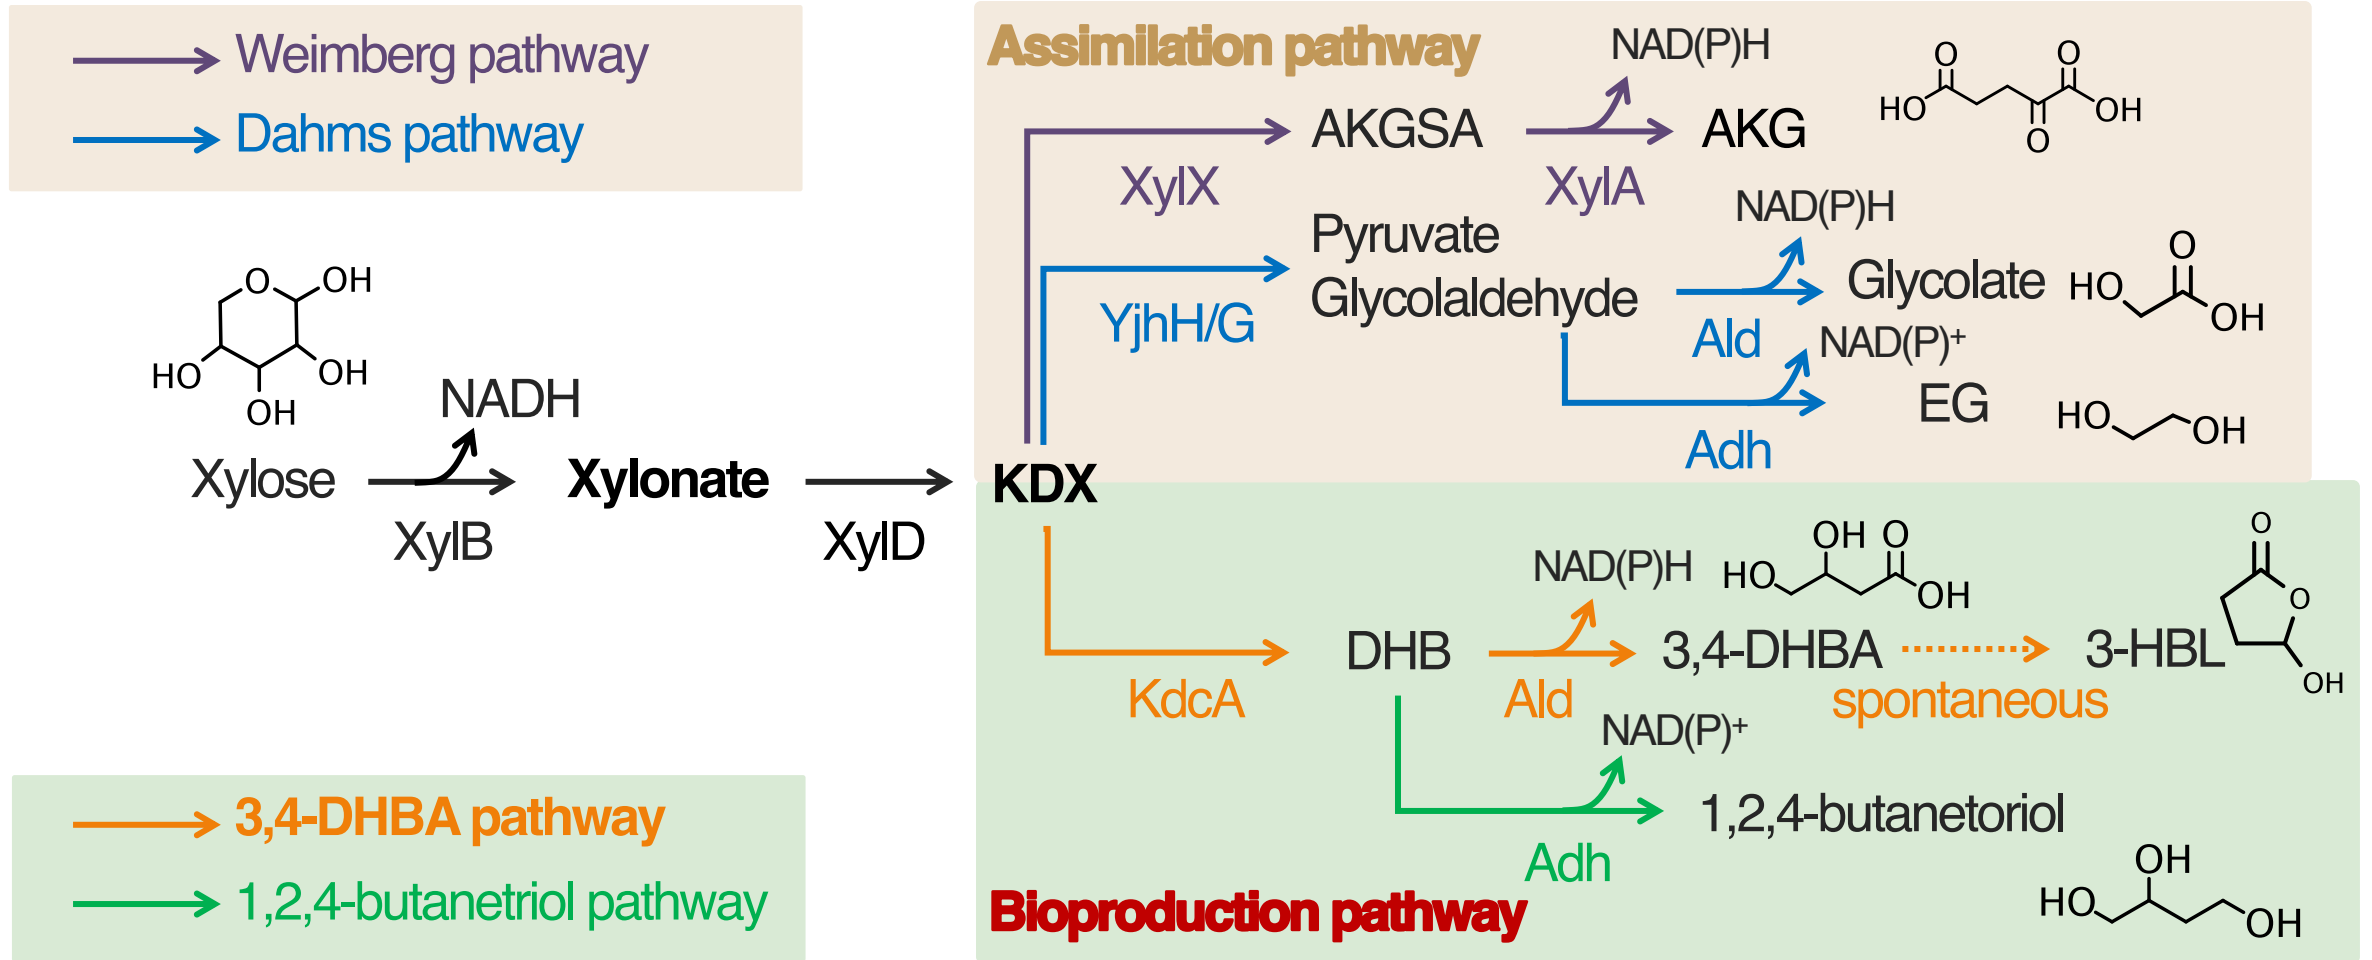 Weimberg pathway
Dahms pathway
Assimilation pathway
NAD(P)H
AKGSA
AKG
XylX
XylA
O
O
HO
OH
O
Pyruvate
Glycolaldehyde
NAD(P)H
YjhH/G
Ald
Glycolate
O
HO
OH
NAD(P)+
Adh
EG
HO
OH
O
OH
HO
OH
OH
NADH
Xylose
XylB
Xylonate
XylD
KDX
NAD(P)H
OH
O
HO
OH
KdcA
DHB
Ald
3,4-DHBA
spontaneous
3-HBL
O
O
OH
NAD(P)+
Adh
1,2,4-butanetoriol
OH
HO
OH
Bioproduction pathway
3,4-DHBA pathway
1,2,4-butanetriol pathway